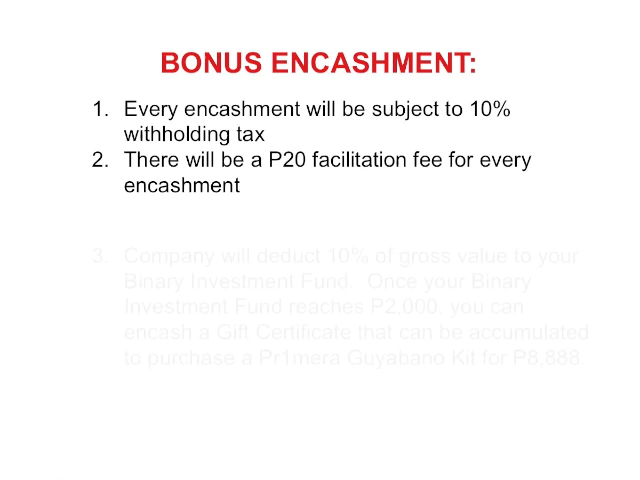 BONUS ENCASHMENT:
1. Every encashment will be subject to 10%
withholding tax
2. There will be a P20 facilitation fee for every
encashment
3. Company will deduct 10% of gross value to your
Binary Investment Fund. Once your Binary
Investment Fund reaches P2,000, you can
encash a Gift Certificate that can be accumulated
to purchase a Pr1mera Guyabano Kit for P8,888.